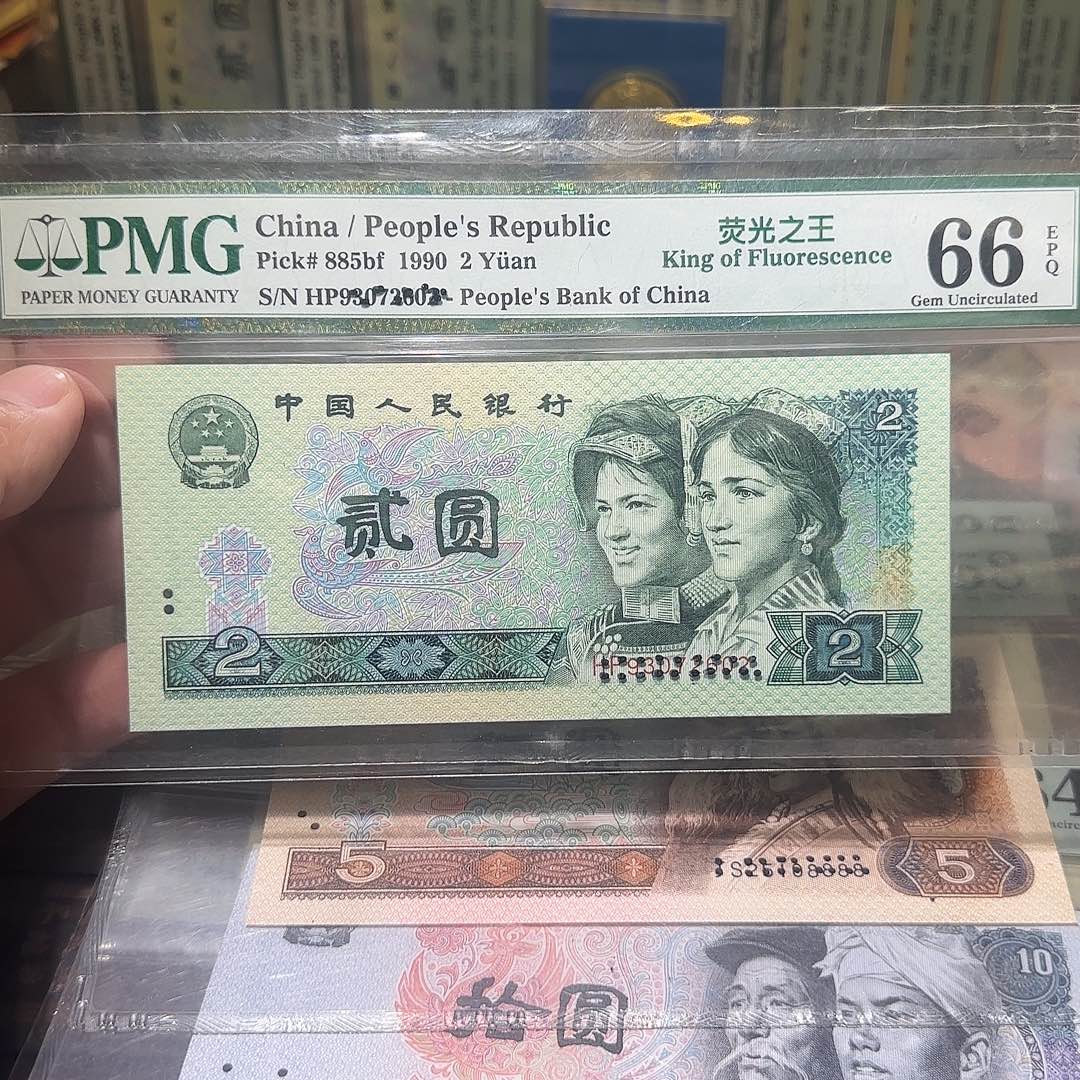 PMG
PAPER MONEY GUARANTY
China / People's Republic
Pick# 885bf 1990 2 Yüan
S/N HP93072602 People's Bank of China
荧光之王
King of Fluorescence
66
EPQ
Gem Uncirculated
中国人民银行
2
贰圆
2
2
5
5
10
拾圆